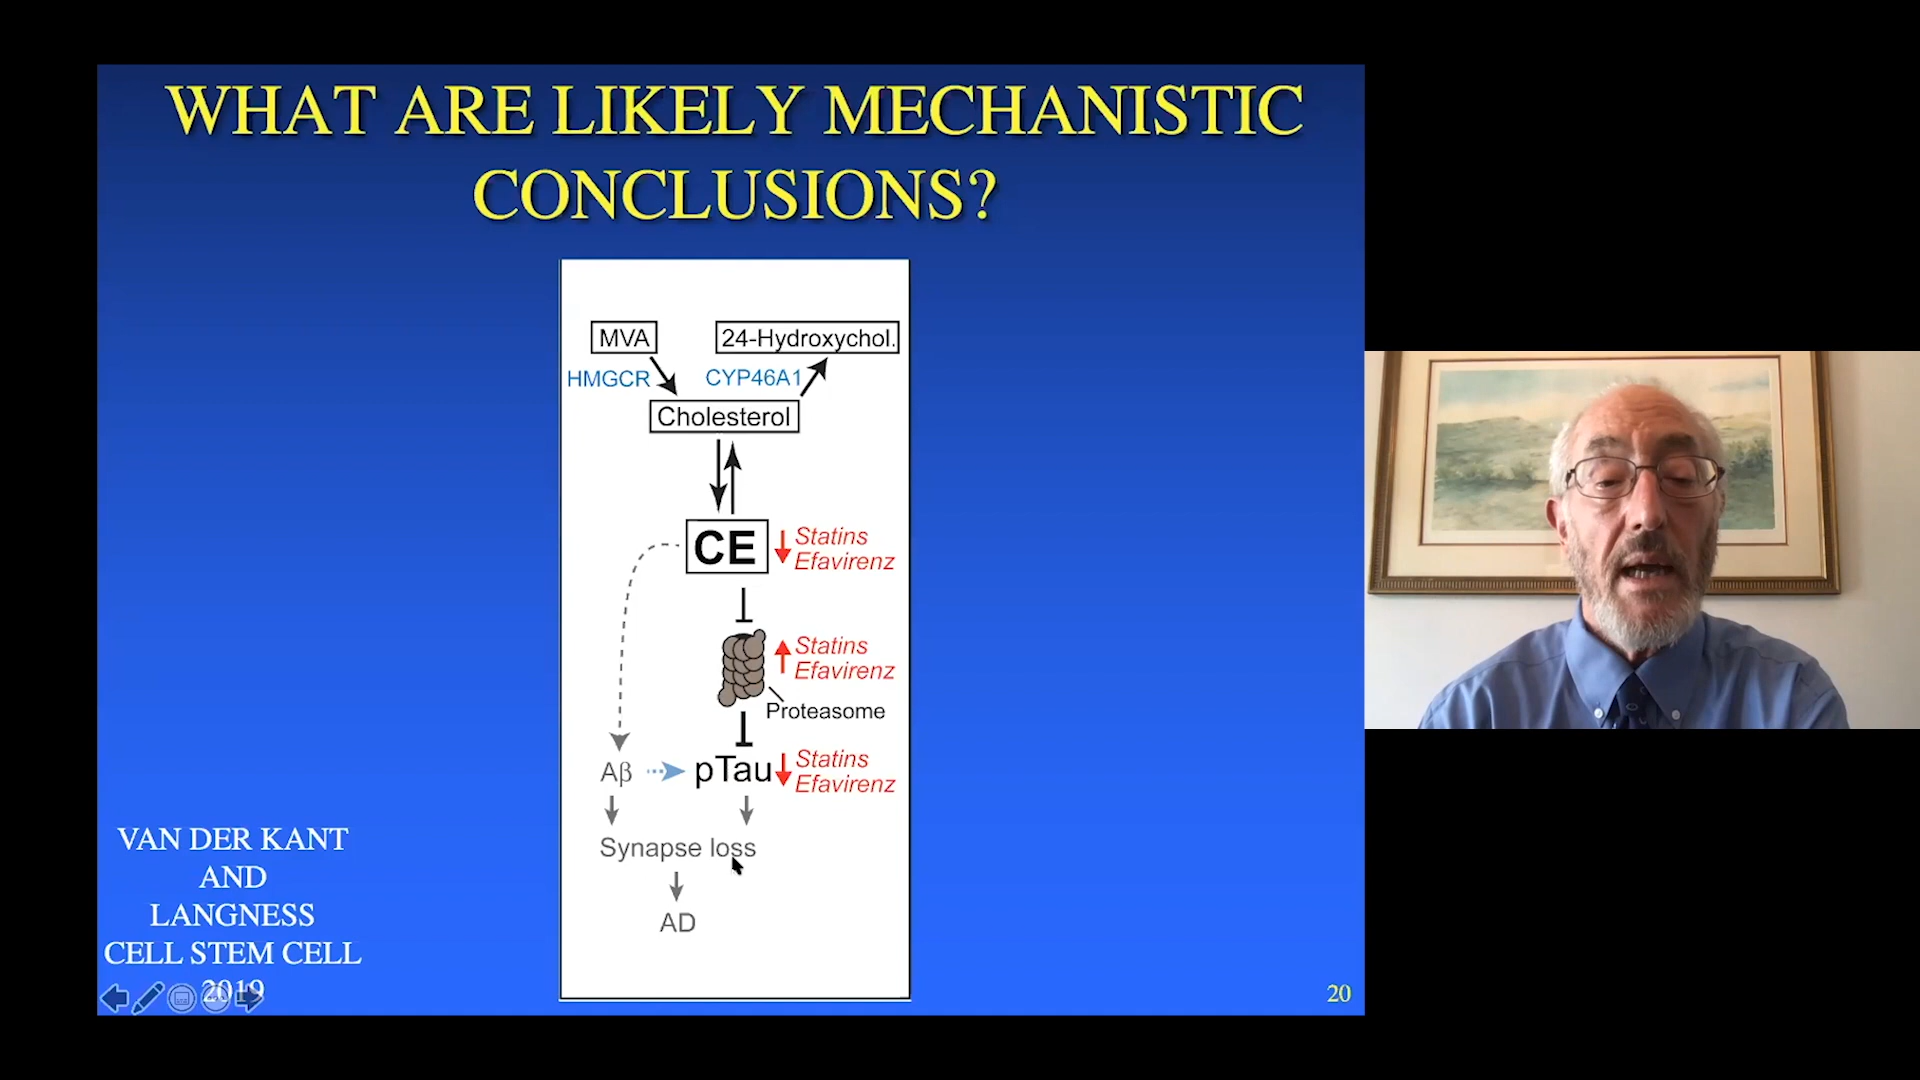 WHAT ARE LIKELY MECHANISTIC
CONCLUSIONS?
MVA
24-Hydroxychol.
HMGCR
CYP46A1
Cholesterol
CE
Statins
Efavirenz
Statins
Efavirenz
Proteasome
Aβ
pTau
Statins
Efavirenz
Synapse loss
AD
VAN DER KANT
AND
LANGNESS
CELL STEM CELL
2019
20